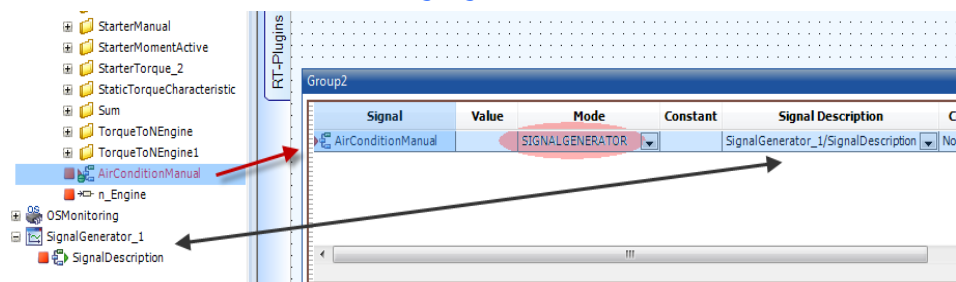 StarterManual
StarterMomentActive
StarterTorque_2
StaticTorqueCharacteristic
Sum
TorqueToNEngine
TorqueToNEngine1
AirConditionManual
n_Engine
OS
OSMonitoring
SignalGenerator_1
SignalDescription
RT-Plugins
Group2
Signal Value Mode Constant Signal Description C
AirConditionManual SIGNALGENERATOR SignalGenerator_1/SignalDescription No